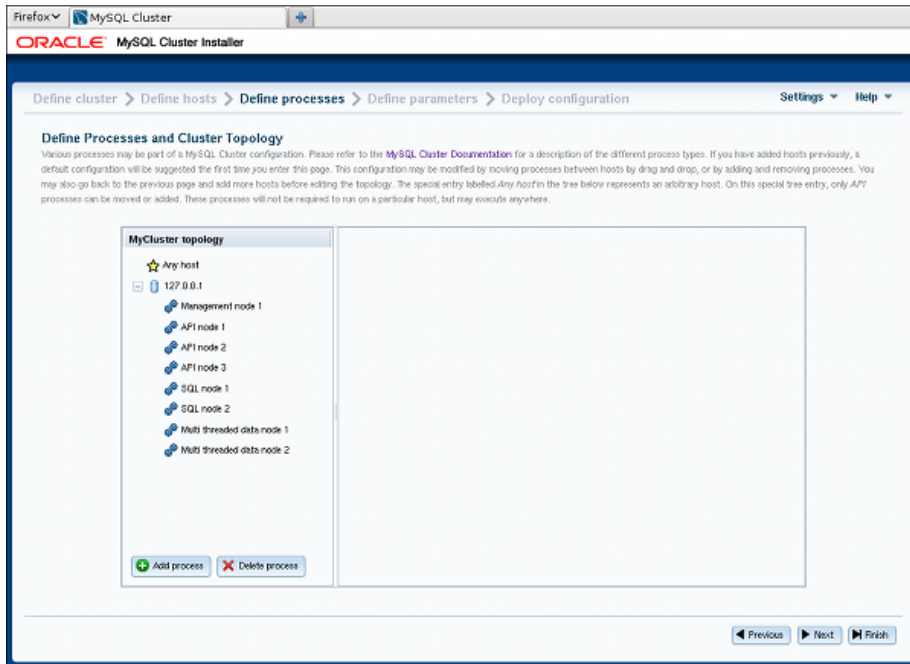 Firefox MySQL Cluster
ORACLE MySQL Cluster Installer
Define cluster Define hosts Define processes Define parameters Deploy configuration Settings Help
Define Processes and Cluster Topology
Various processes may be part of a MySQL Cluster configuration. Please refer to the MySQL Cluster Documentation for a description of the different process types. If you have added hosts previously, a
default configuration will be suggested the first time you enter this page. This configuration may be modified by moving processes between hosts by drag and drop, or by adding and removing processes. You
may also go back to the previous page and add more hosts before editing the topology. The special entry labelled Any host in the tree below represents an arbitrary host. On this special tree entry, only API
processes can be moved or added. These processes will not be required to run on a particular host, but may execute anywhere.
MyCluster topology
Any host
127.0.0.1
Management node 1
API node 1
API node 2
API node 3
SQL node 1
SQL node 2
Multi threaded data node 1
Multi threaded data node 2
Add process Delete process
Previous Next Finish